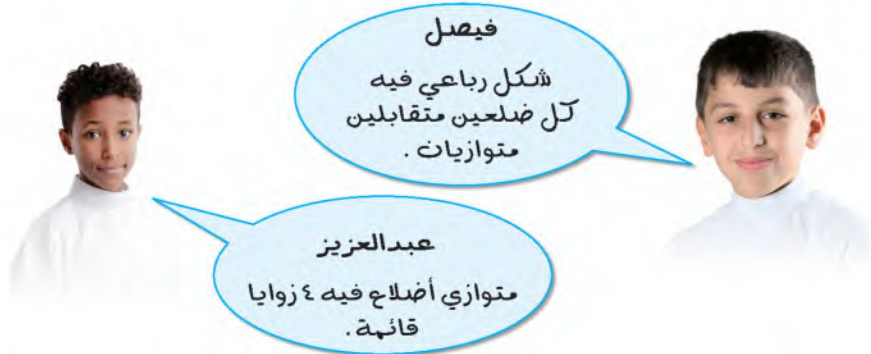 فيصل
شكل رباعي فيه
كل ضلعين متقابلين
متوازيان .
عبدالعزيز
متوازي أضلاع فيه ٤ زوايا
قائمة .